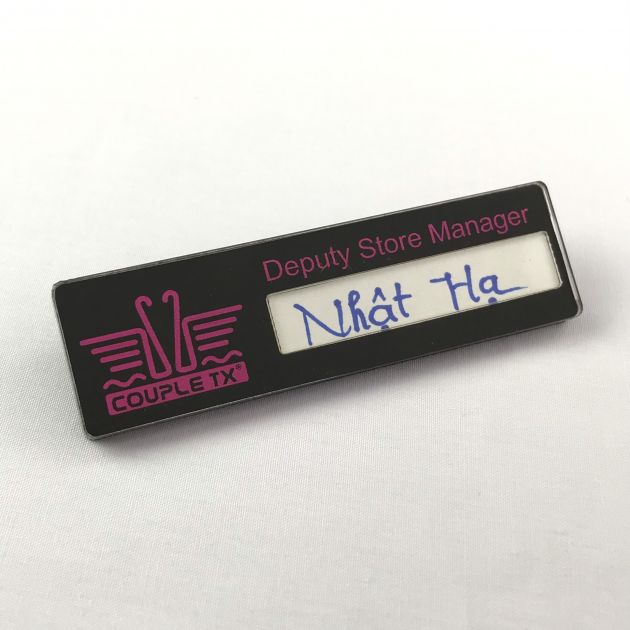 Deputy Store Manager
Nhật Hạ
COUPLE TX®